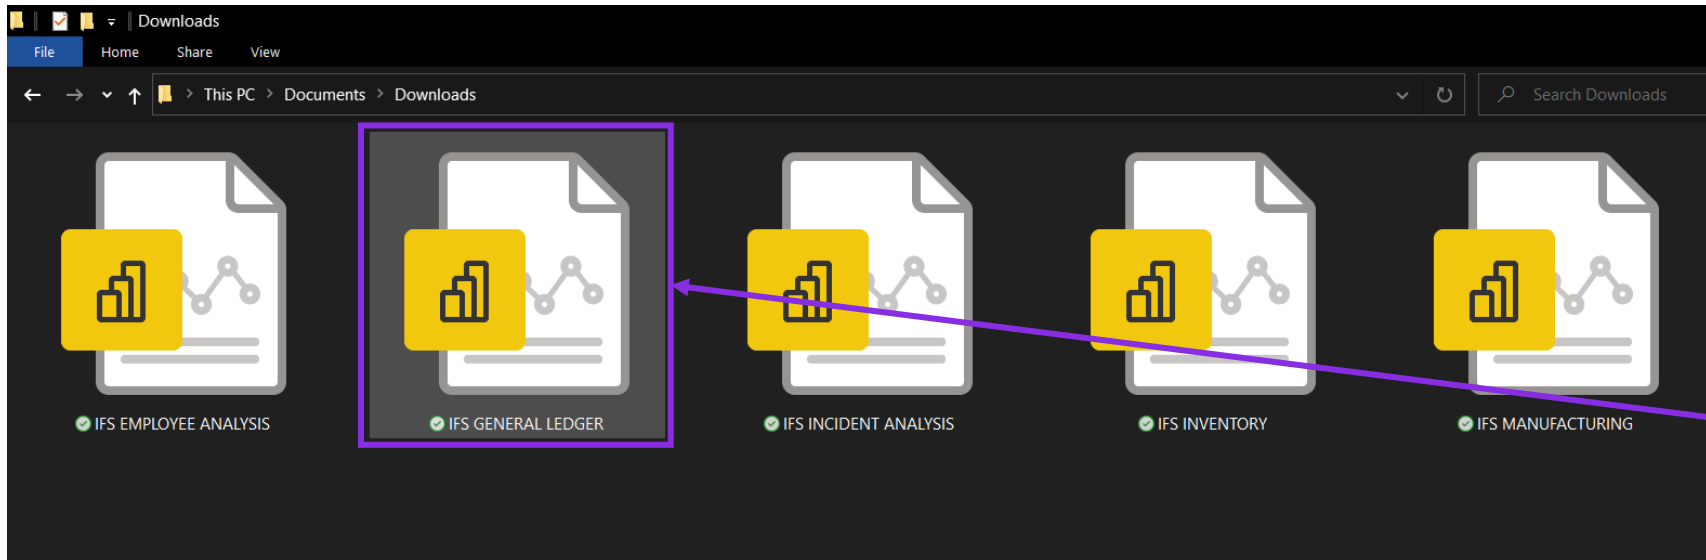 Downloads
File Home Share View
This PC > Documents > Downloads
Search Downloads
IFS EMPLOYEE ANALYSIS
IFS GENERAL LEDGER
IFS INCIDENT ANALYSIS
IFS INVENTORY
IFS MANUFACTURING